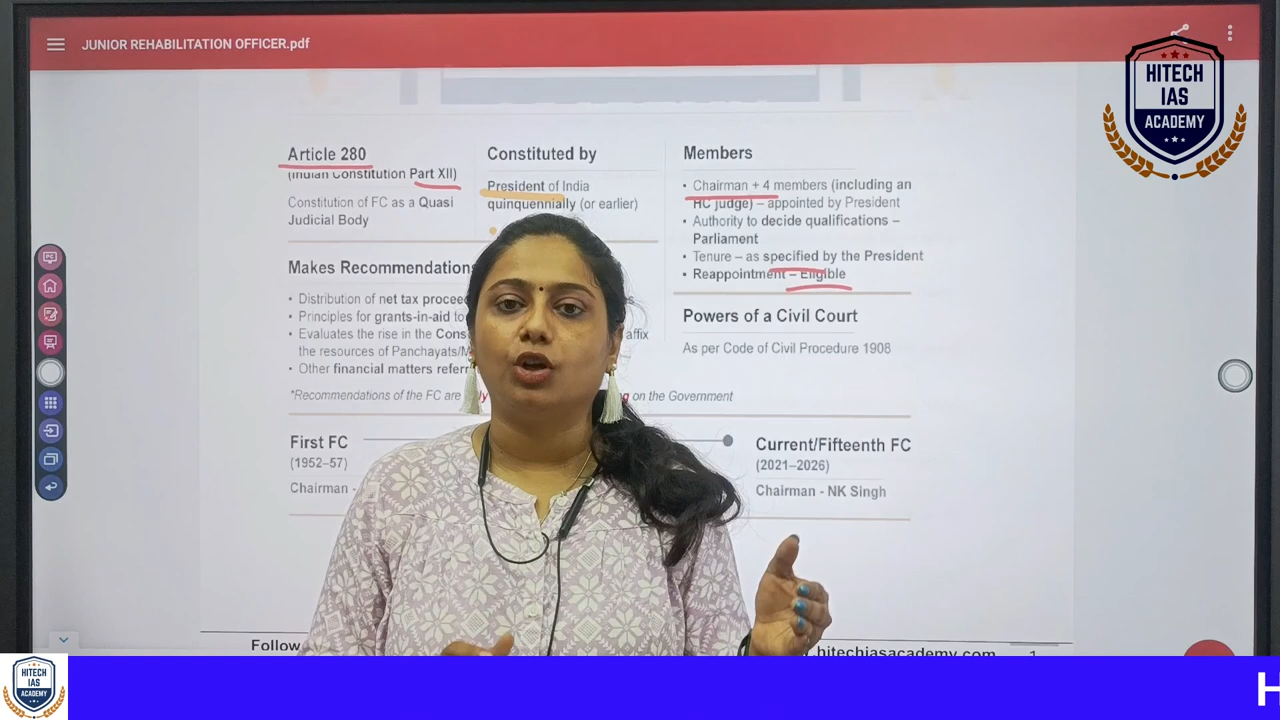 JUNIOR REHABILITATION OFFICER.pdf
HITECH
IAS
ACADEMY
Article 280
(Indian Constitution Part XII)
Constitution of FC as a Quasi
Judicial Body
Constituted by
President of India
quinquennially (or earlier)
Members
• Chairman + 4 members (including an
HC judge) – appointed by President
• Authority to decide qualifications –
Parliament
• Tenure – as specified by the President
• Reappointment – Eligible
Makes Recommendations
• Distribution of net tax
• Principles for grants-in-aid to
• Evaluates the rise in the affix
the resources of
• Other financial matters
Powers of a Civil Court
As per Code of Civil Procedure 1908
*Recommendations of the FC are on the Government
First FC
(1952–57)
Chairman -
Current/Fifteenth FC
(2021–2026)
Chairman - NK Singh
Follow
hitechiasacademy.com
1
HITECH
IAS
ACADEMY
H